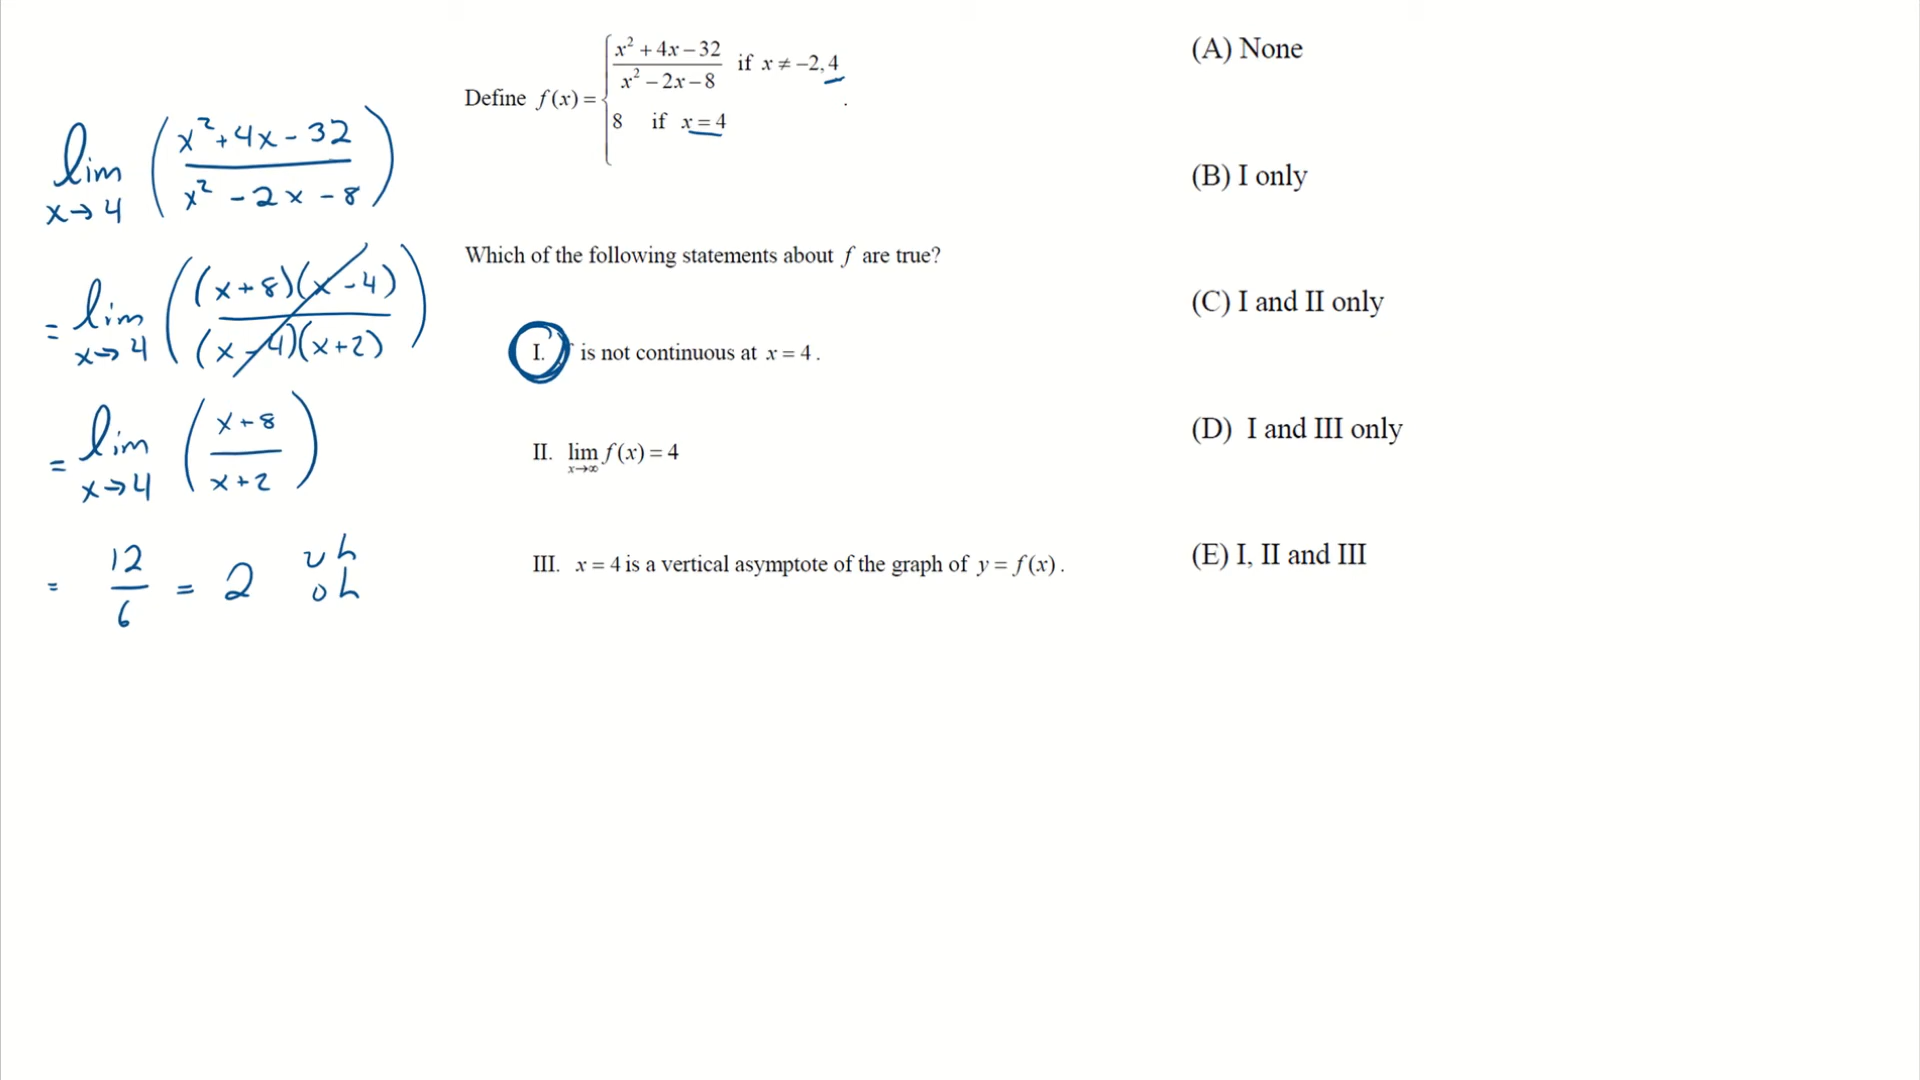 Define f(x) = { (x² + 4x − 32)/(x² − 2x − 8) if x ≠ −2, 4
8 if x = 4 .
Which of the following statements about f are true?
I. is not continuous at x = 4 .
II. lim x→∞ f(x) = 4
III. x = 4 is a vertical asymptote of the graph of y = f(x) .
(A) None
(B) I only
(C) I and II only
(D) I and III only
(E) I, II and III
lim x→4 ( (x² + 4x − 32)/(x² − 2x − 8) )
= lim x→4 ( ((x + 8)(x − 4))/((x − 4)(x + 2)) )
= lim x→4 ( (x + 8)/(x + 2) )
= 12/6 = 2 uh
oh